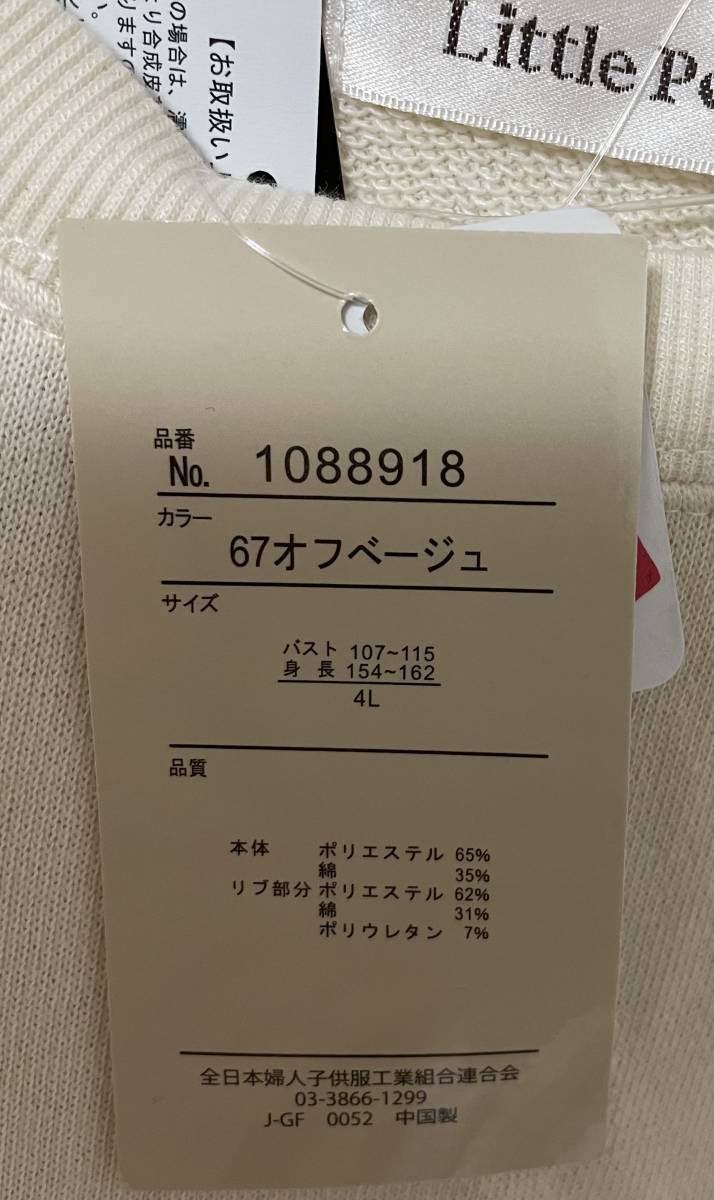 【お取扱い
の場合は、
り合成皮
ります
Little
品番
No. 1088918
カラー
67オフベージュ
サイズ
バスト 107~115
身長 154~162
4L
品質
本体 ポリエステル 65%
綿 35%
リブ部分 ポリエステル 62%
綿 31%
ポリウレタン 7%
全日本婦人子供服工業組合連合会
03-3866-1299
J-GF 0052 中国製